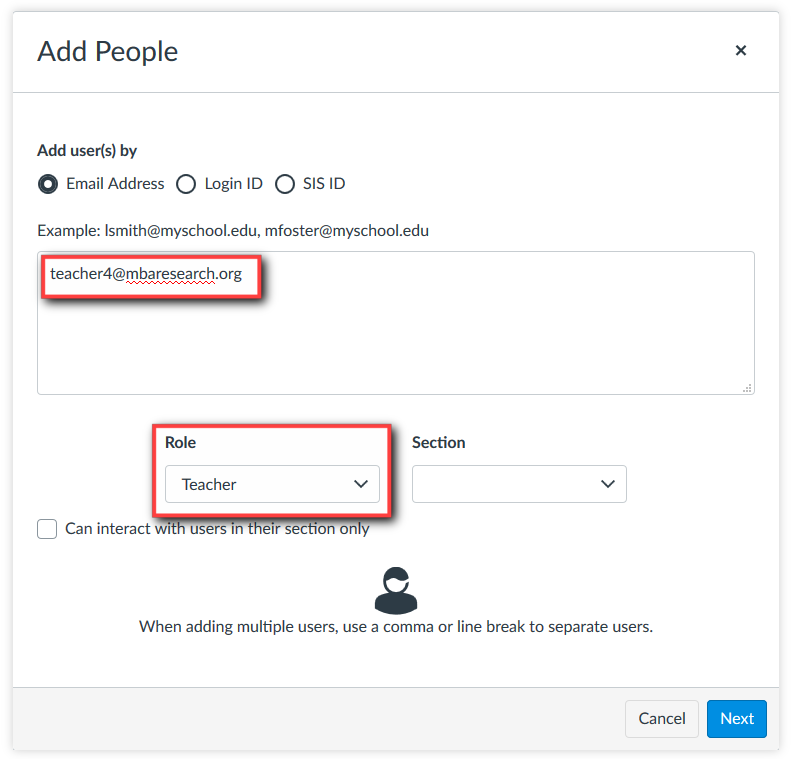 Add People
×
Add user(s) by
Email Address Login ID SIS ID
Example: lsmith@myschool.edu, mfoster@myschool.edu
teacher4@mbaresearch.org
Role Section
Teacher
Can interact with users in their section only
When adding multiple users, use a comma or line break to separate users.
Cancel Next